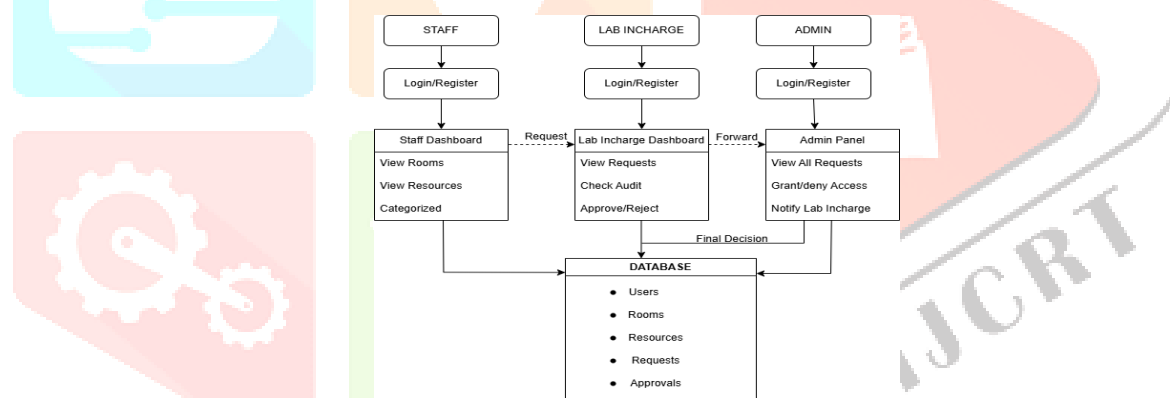 STAFF
LAB INCHARGE
ADMIN
Login/Register
Login/Register
Login/Register
Staff Dashboard
View Rooms
View Resources
Categorized
Request
Lab Incharge Dashboard
View Requests
Check Audit
Approve/Reject
Forward
Admin Panel
View All Requests
Grant/deny Access
Notify Lab Incharge
Final Decision
DATABASE
Users
Rooms
Resources
Requests
Approvals
IJCRT